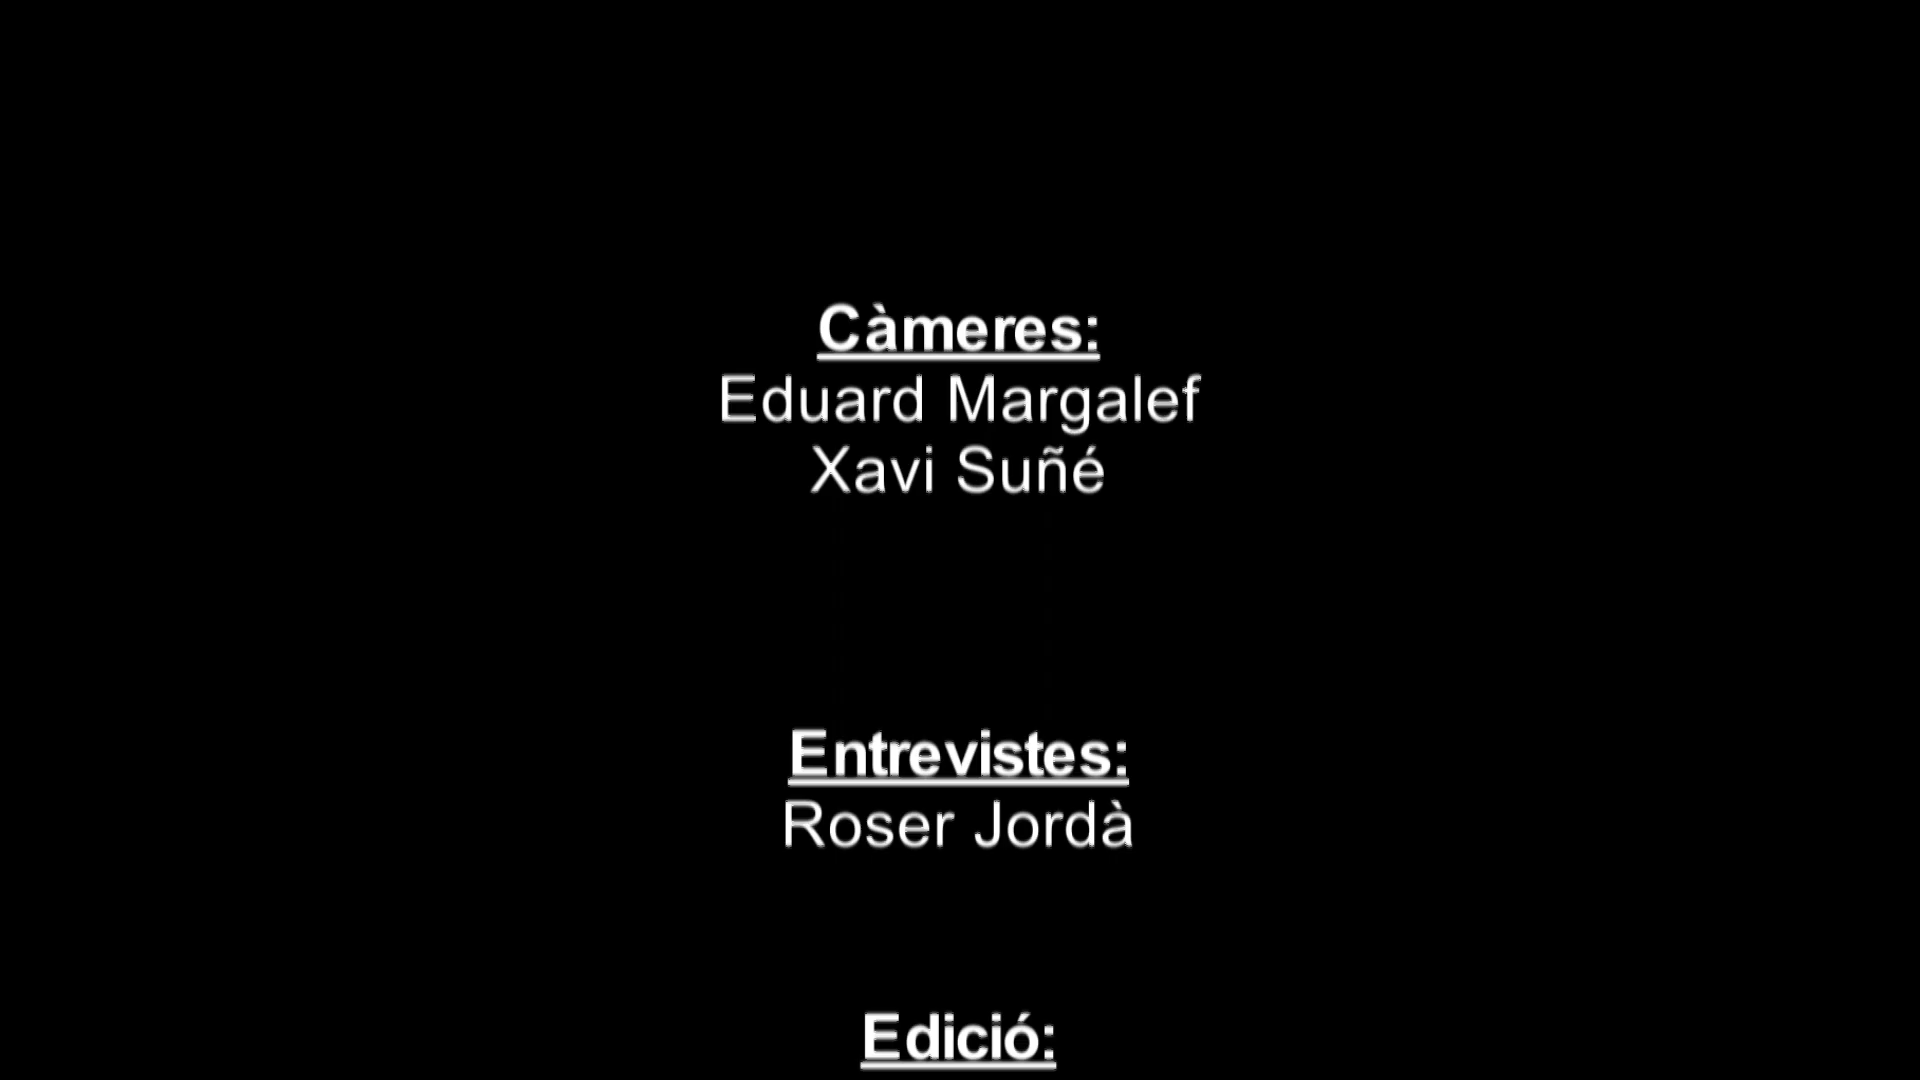 Càmeres:
Eduard Margalef
Xavi Suñé
Entrevistes:
Roser Jordà
Edició: